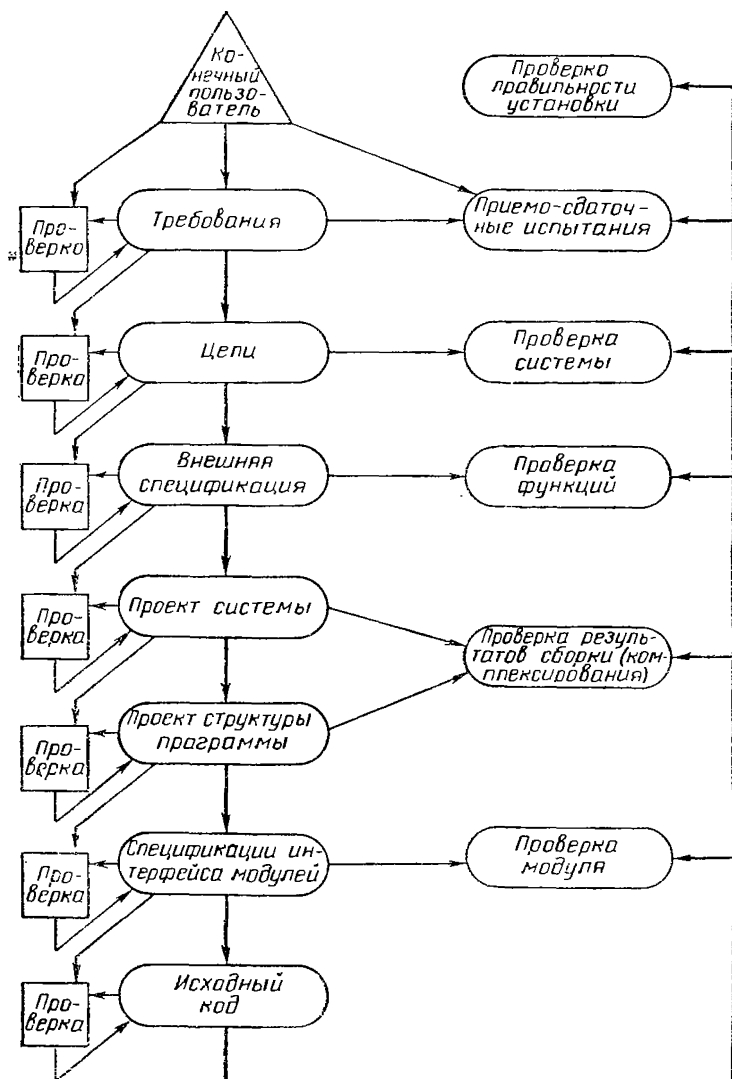 Ко-
нечный
пользо-
ватель
Проверка
правильности
установки
Про-
верко
Требования
Приемо-сдаточ-
ные испытания
Про-
верка
Цели
Проверка
системы
Про-
верка
Внешняя
спецификация
Проверка
функций
Про-
верка
Проект системы
Проверка резуль-
татов сборки (ком-
плексирования)
Про-
верка
Проект структуры
программы
Про-
верка
Спецификации ин-
терфейса модулей
Проверка
модуля
Про-
верка
Исходный
код